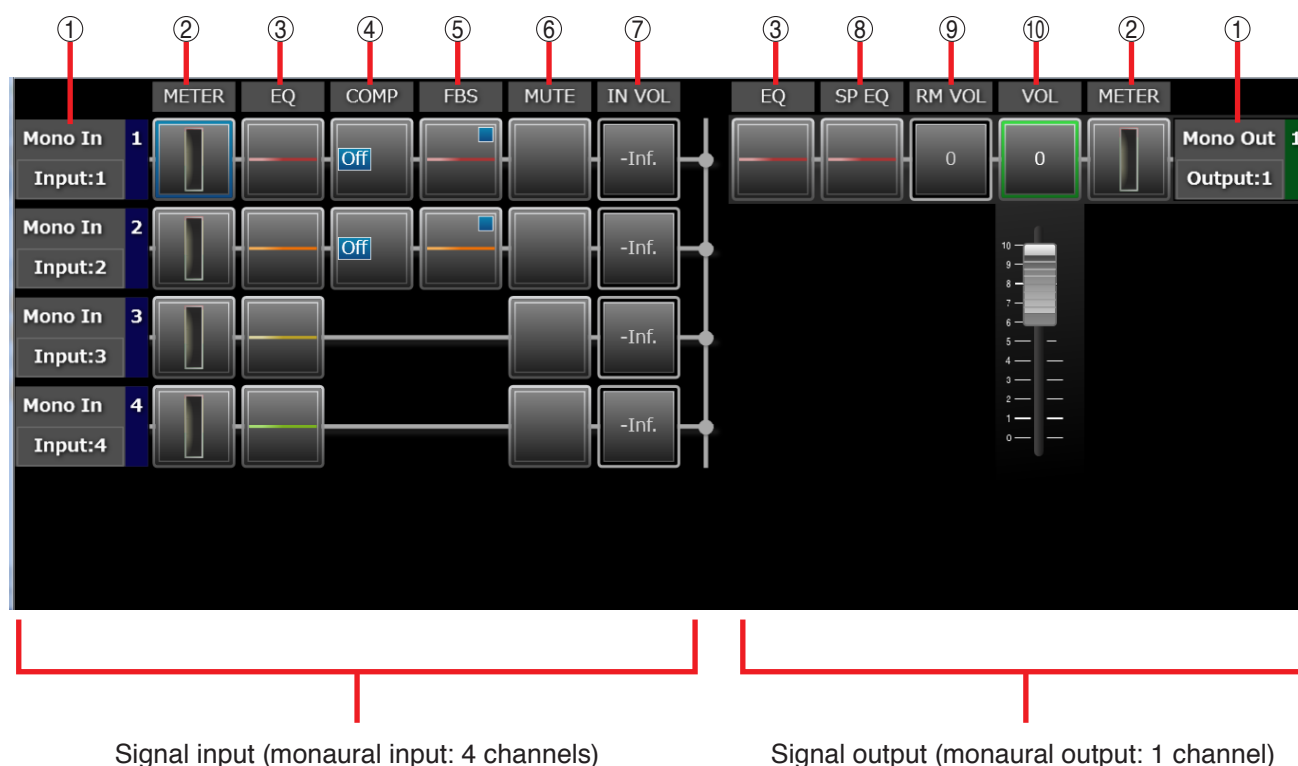 ① ② ③ ④ ⑤ ⑥ ⑦ ③ ⑧ ⑨ ⑩ ② ①
METER EQ COMP FBS MUTE IN VOL EQ SP EQ RM VOL VOL METER
Mono In 1 Off -Inf. 0 0 Mono Out 1
Input:1 Output:1
Mono In 2 Off -Inf.
Input:2
10
9
8
7
6
5
4
3
2
1
0
Mono In 3 -Inf.
Input:3
Mono In 4 -Inf.
Input:4
Signal input (monaural input: 4 channels) Signal output (monaural output: 1 channel)